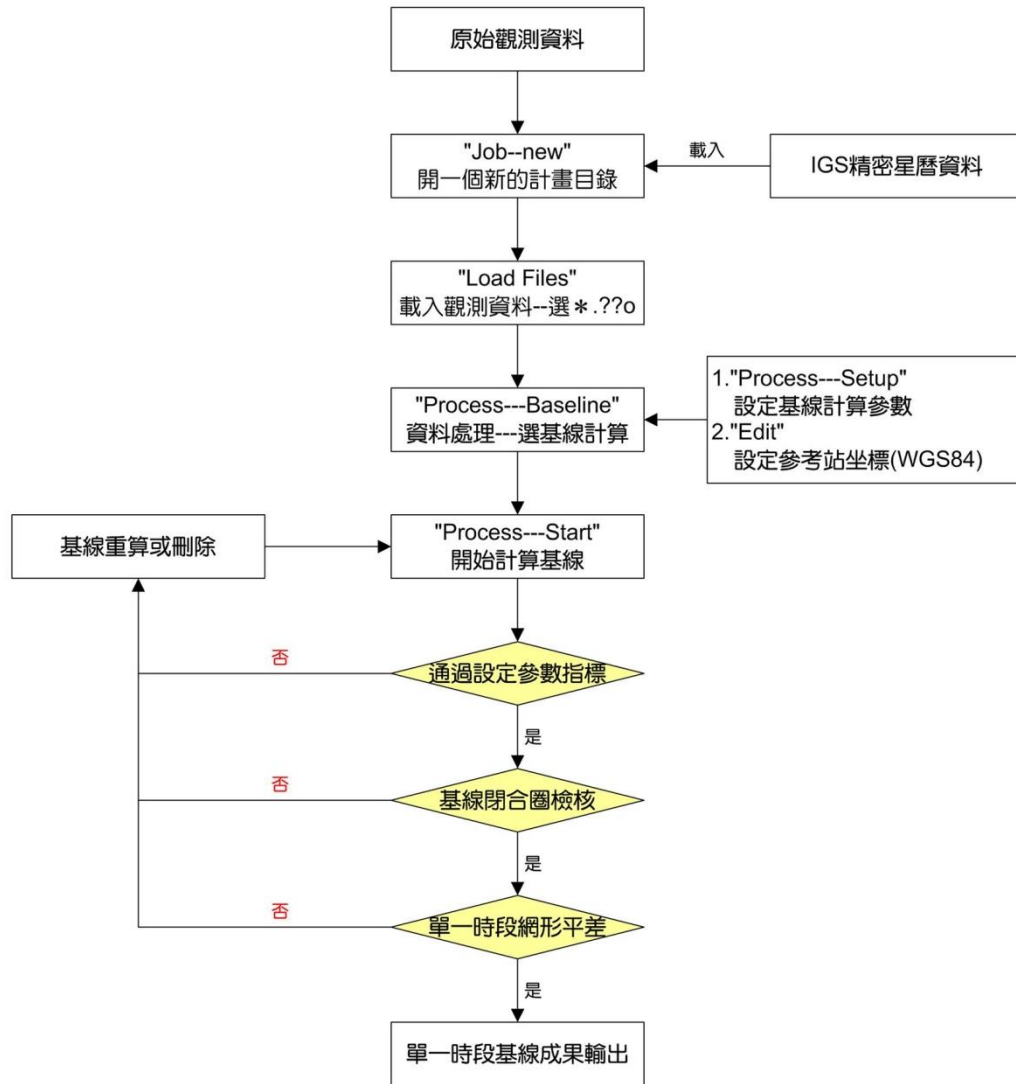 原始觀測資料
"Job--new"
開一個新的計畫目錄
載入
IGS精密星曆資料
"Load Files"
載入觀測資料--選＊.??o
"Process---Baseline"
資料處理---選基線計算
1."Process---Setup"
設定基線計算參數
2."Edit"
設定參考站坐標(WGS84)
基線重算或刪除
"Process---Start"
開始計算基線
否
通過設定參數指標
是
否
基線閉合圈檢核
是
否
單一時段網形平差
是
單一時段基線成果輸出